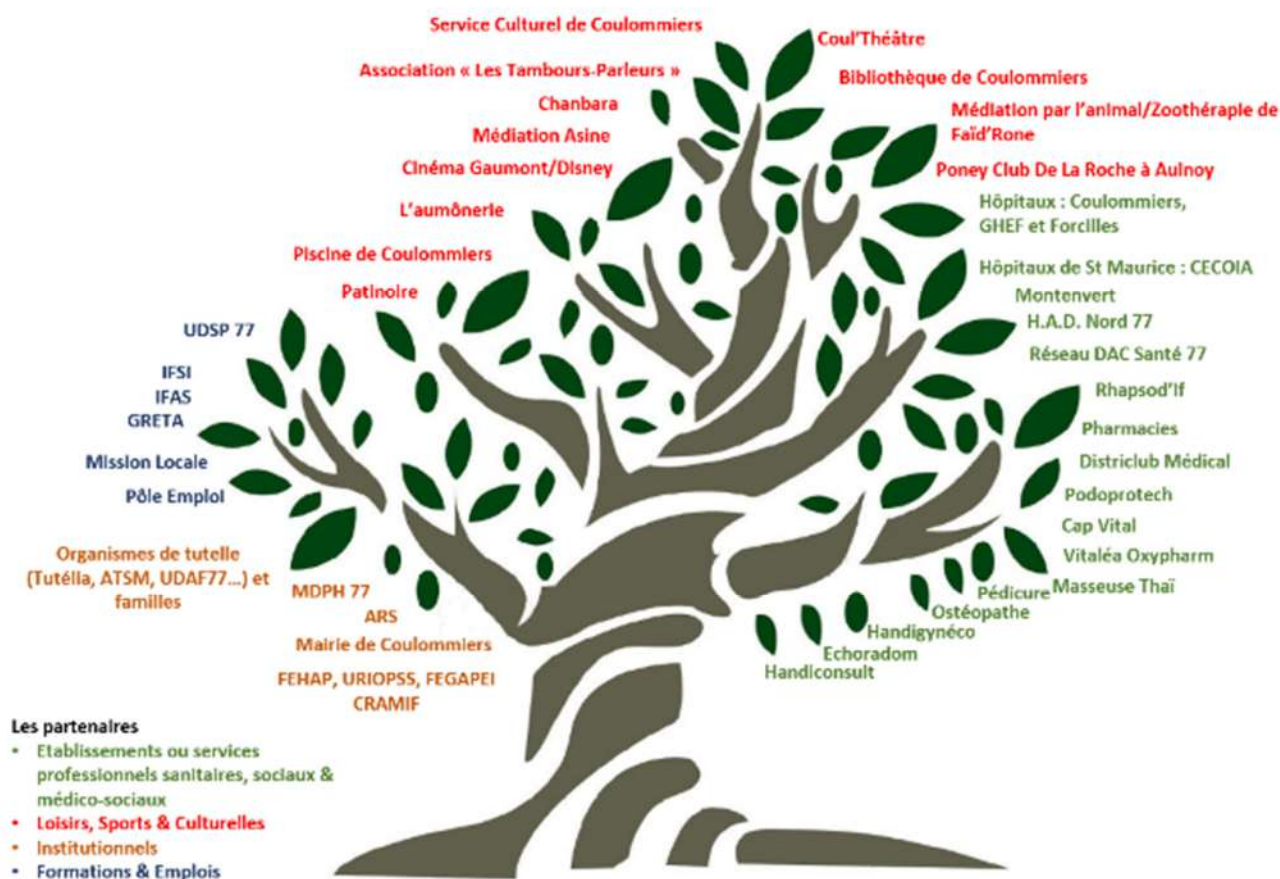 Service Culturel de Coulommiers
Coul'Théâtre
Association « Les Tambours-Parleurs »
Bibliothèque de Coulommiers
Chanbara
Médiation par l'animal/Zoothérapie de
Faïd'Rone
Médiation Asine
Cinéma Gaumont/Disney
Poney Club De La Roche à Aulnoy
L'aumônerie
Hôpitaux : Coulommiers,
GHEF et Forcilles
Piscine de Coulommiers
Hôpitaux de St Maurice : CECOIA
Patinoire
Montenvert
H.A.D. Nord 77
UDSP 77
Réseau DAC Santé 77
IFSI
IFAS
Rhapsod'If
GRETA
Pharmacies
Mission Locale
Districlub Médical
Pôle Emploi
Podoprotech
Cap Vital
Organismes de tutelle
(Tutélia, ATSM, UDAF77...) et
familles
Vitaléa Oxypharm
Masseuse Thaï
MDPH 77
Pédicure
ARS
Ostéopathe
Handigynéco
Mairie de Coulommiers
Echoradom
Handiconsult
FEHAP, URIOPSS, FEGAPEI
CRAMIF
Les partenaires
• Etablissements ou services
professionnels sanitaires, sociaux &
médico-sociaux
• Loisirs, Sports & Culturelles
• Institutionnels
• Formations & Emplois